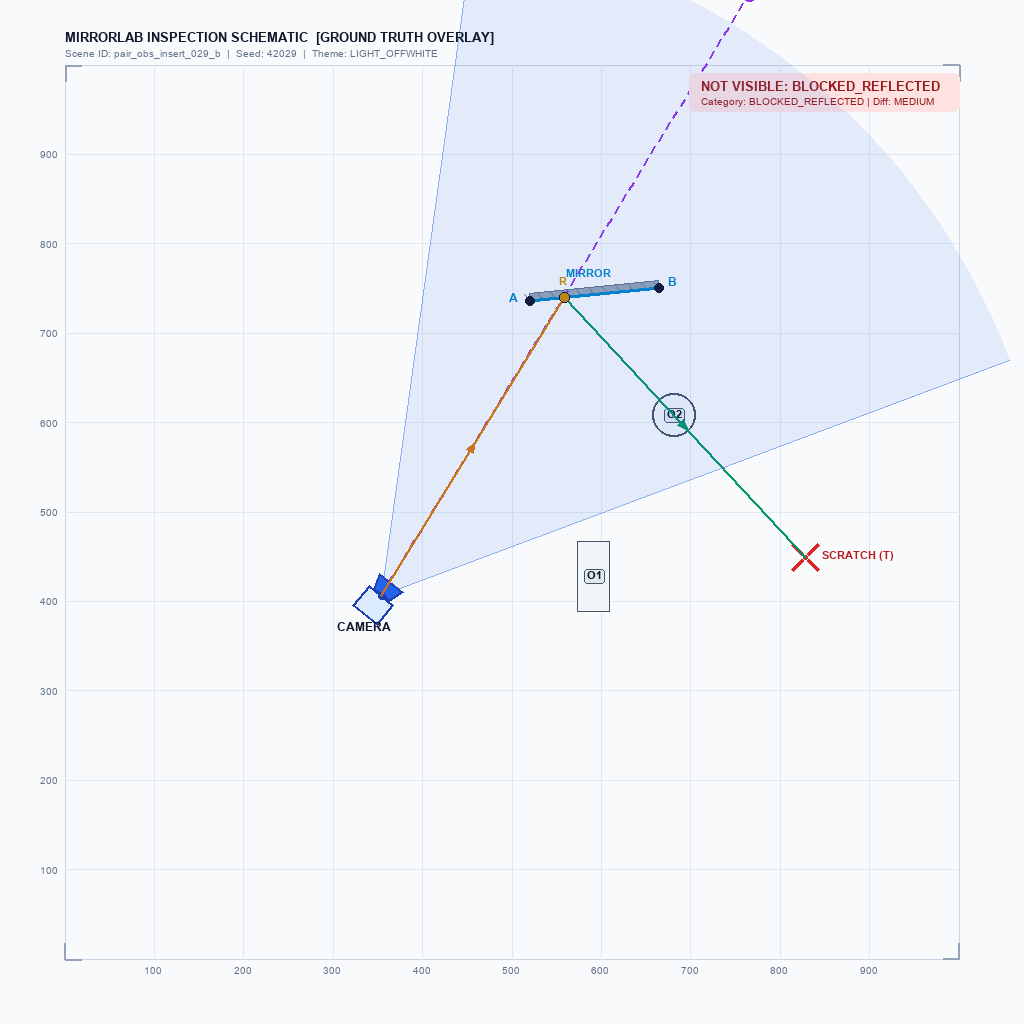 MIRRORLAB INSPECTION SCHEMATIC  [GROUND TRUTH OVERLAY]
Scene ID: pair_obs_insert_029_b  |  Seed: 42029  |  Theme: LIGHT_OFFWHITE
NOT VISIBLE: BLOCKED_REFLECTED
Category: BLOCKED_REFLECTED | Diff: MEDIUM
900
800
MIRROR
R
A
B
700
O2
600
500
SCRATCH (T)
O1
400
CAMERA
300
200
100
100 200 300 400 500 600 700 800 900